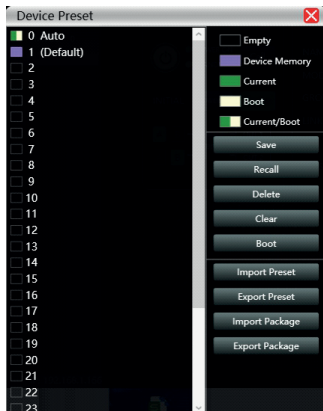 Device Preset
0 Auto
1 (Default)
2
3
4
5
6
7
8
9
10
11
12
13
14
15
16
17
18
19
20
21
22
23
Empty
Device Memory
Current
Boot
Current/Boot
Save
Recall
Delete
Clear
Boot
Import Preset
Export Preset
Import Package
Export Package